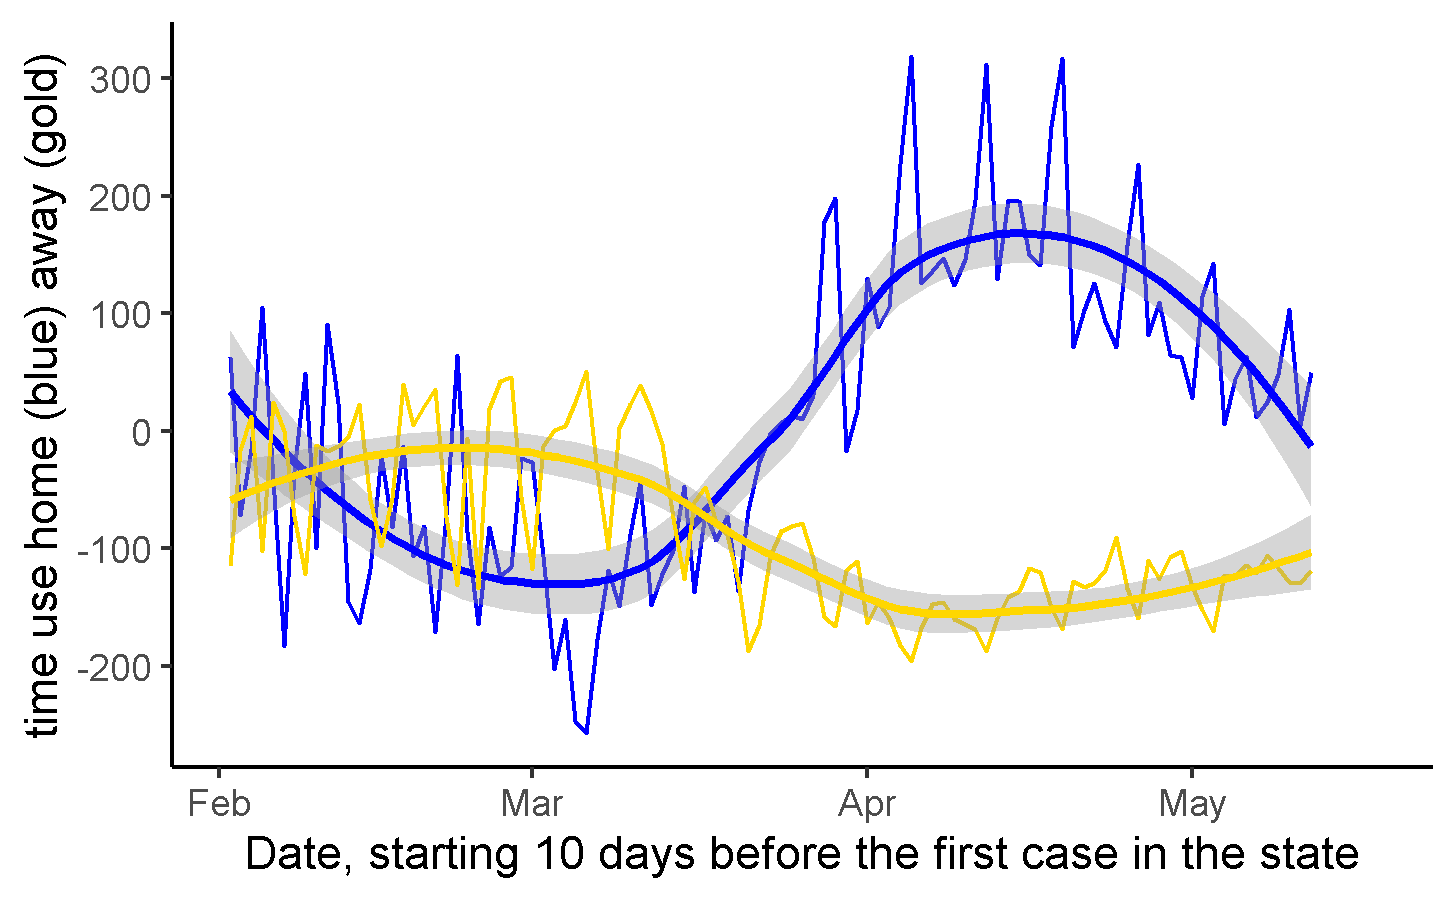 time use home (blue) away (gold)
300
200
100
0
-100
-200
Feb
Mar
Apr
May
Date, starting 10 days before the first case in the state